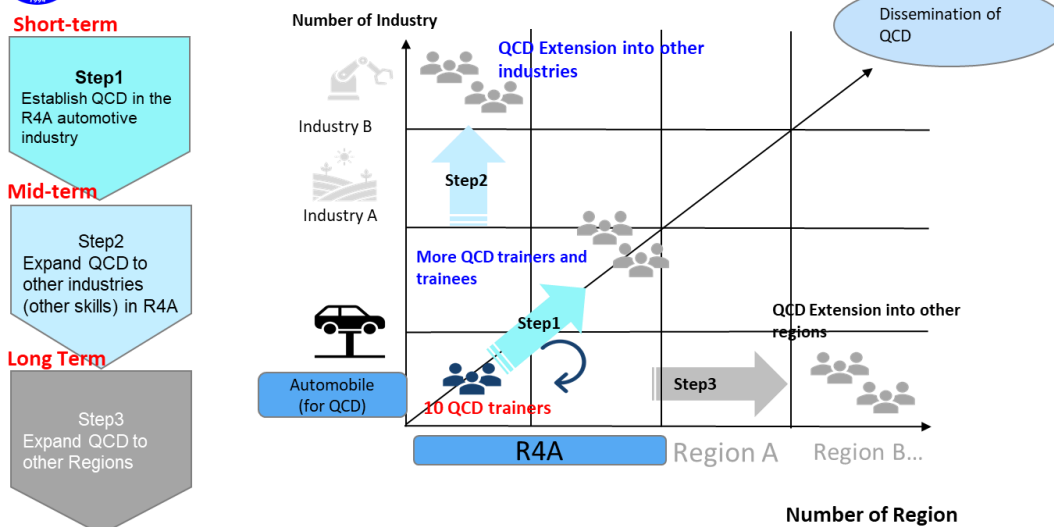 1994
Short-term
Step1
Establish QCD in the
R4A automotive
industry
Mid-term
Step2
Expand QCD to
other industries
(other skills) in R4A
Long Term
Step3
Expand QCD to
other Regions
Number of Industry
Dissemination of
QCD
QCD Extension into other
industries
Industry B
Step2
Industry A
More QCD trainers and
trainees
QCD Extension into other
regions
Step1
Step3
Automobile
(for QCD)
10 QCD trainers
R4A
Region A
Region B...
Number of Region